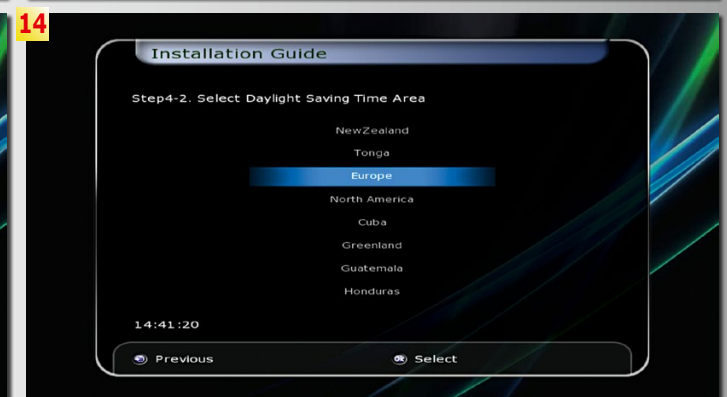 14
Installation Guide
Step4-2. Select Daylight Saving Time Area
NewZealand
Tonga
Europe
North America
Cuba
Greenland
Guatemala
Honduras
14:41:20
Previous
OK Select